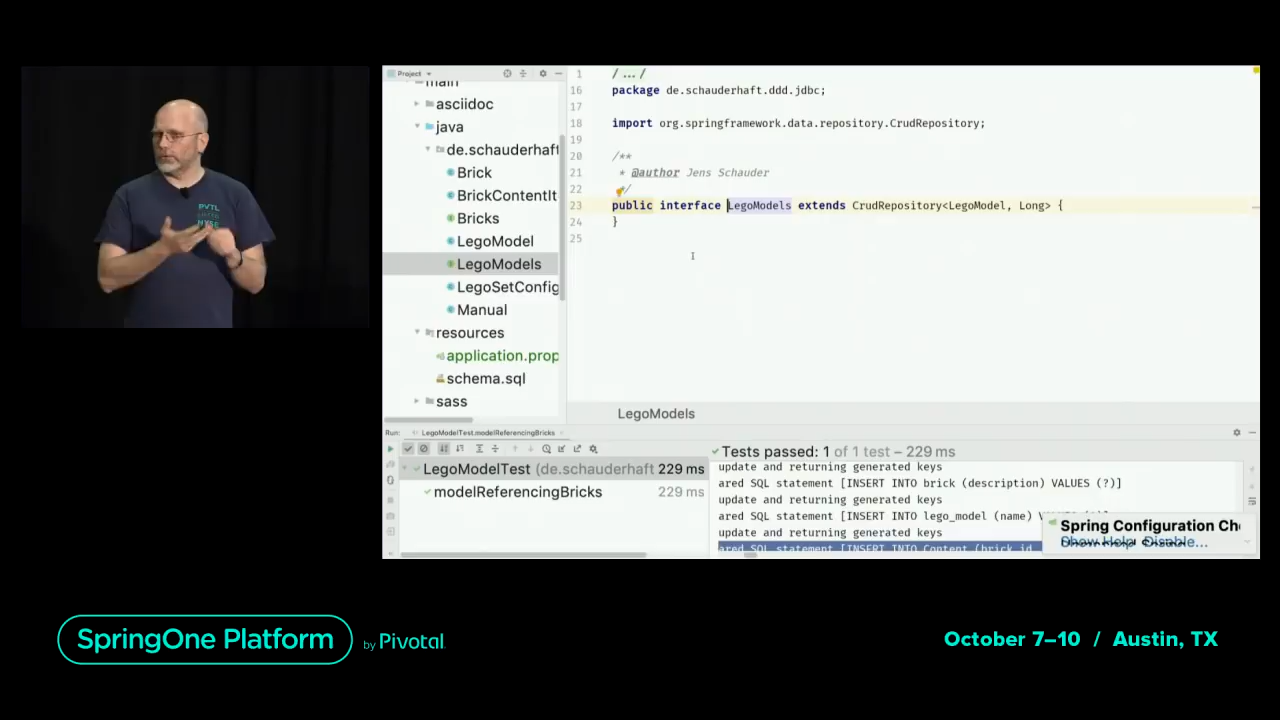 PVTL
NYSE
Project
main
asciidoc
java
de.schauderhaft
Brick
BrickContentIt
Bricks
LegoModel
LegoModels
LegoSetConfig
Manual
resources
application.prop
schema.sql
sass
1 /.../
16 package de.schauderhaft.ddd.jdbc;
17
18 import org.springframework.data.repository.CrudRepository;
19
20 /**
21 * @author Jens Schauder
22 */
23 public interface LegoModels extends CrudRepository<LegoModel, Long> {
24 }
25
LegoModels
Run: LegoModelTest.modelReferencingBricks
Tests passed: 1 of 1 test – 229 ms
LegoModelTest (de.schauderhaft 229 ms
modelReferencingBricks 229 ms
update and returning generated keys
ared SQL statement [INSERT INTO brick (description) VALUES (?)]
update and returning generated keys
ared SQL statement [INSERT INTO lego_model (name)
update and returning generated keys
ared SQL statement [INSERT INTO Content (brick_id
Spring Configuration Che
Show Help Disable...
SpringOne Platform
by Pivotal
October 7–10 / Austin, TX